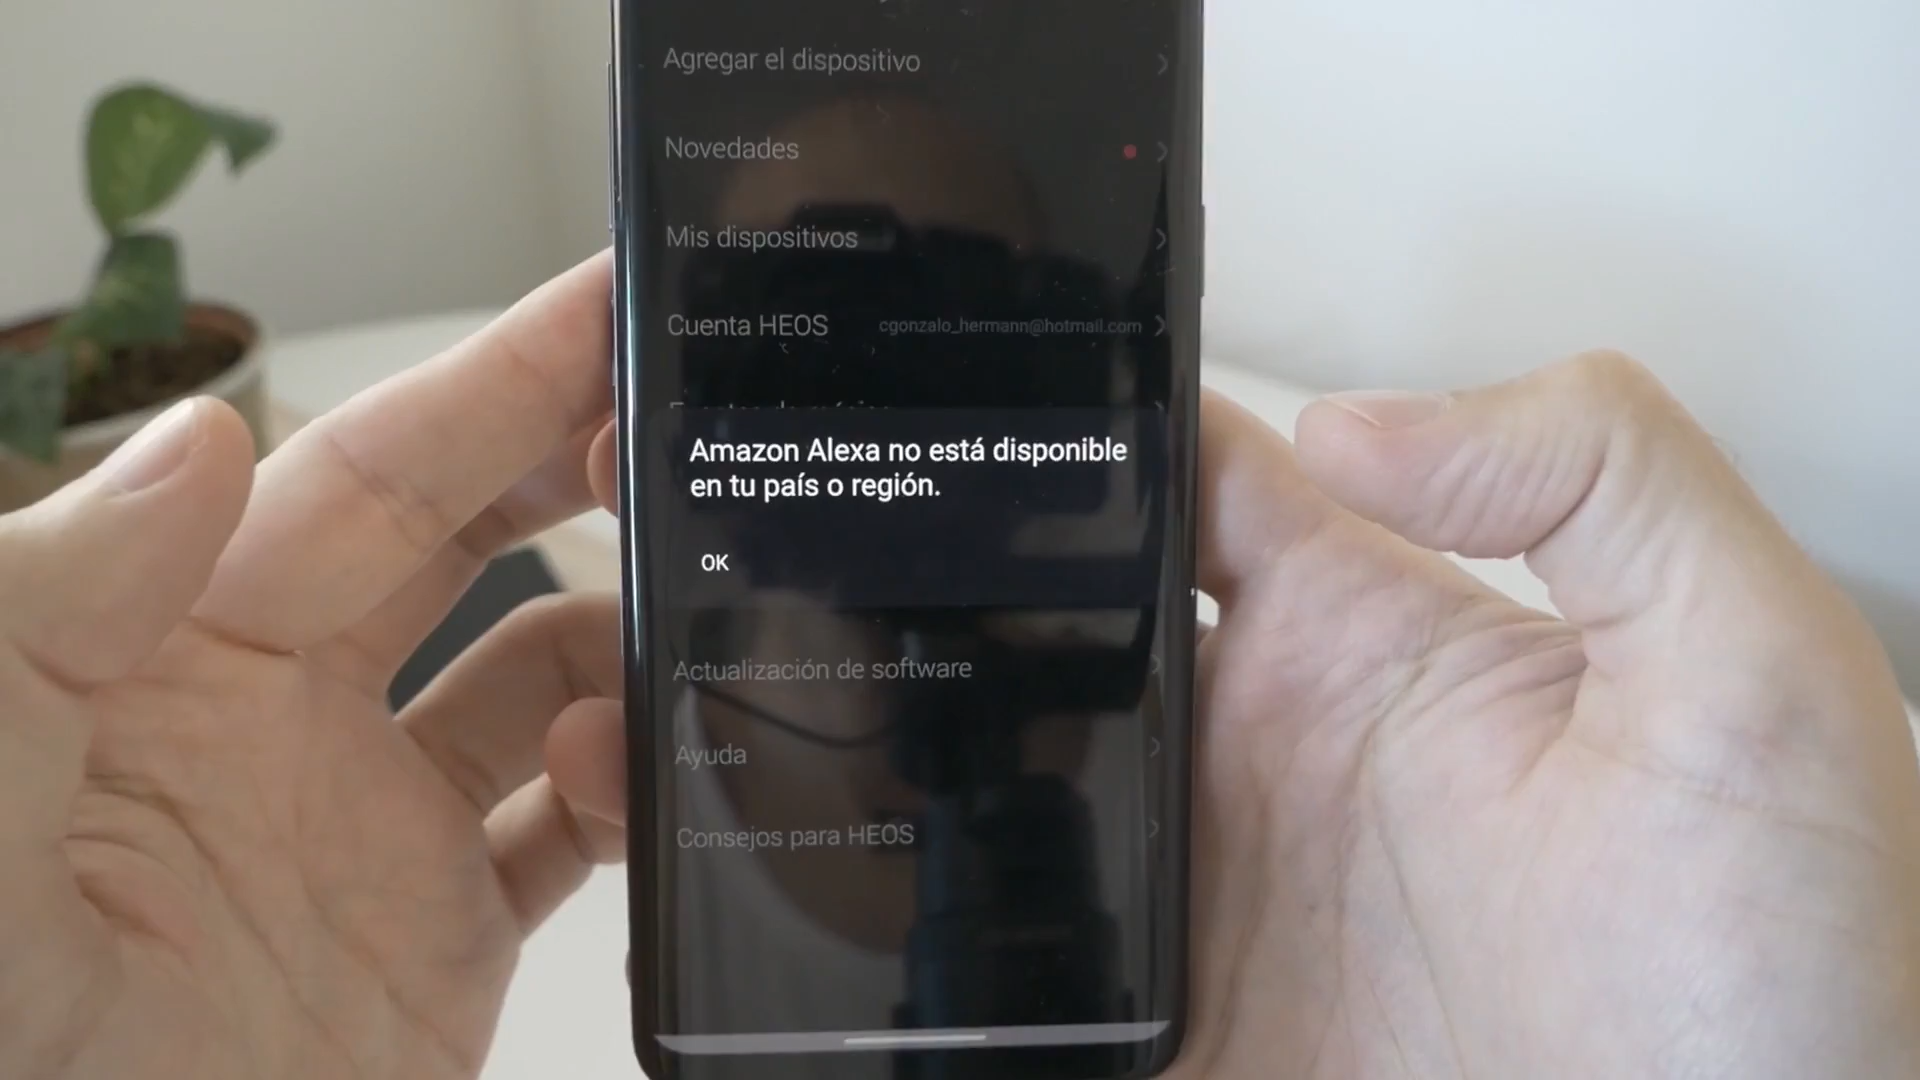 Agregar el dispositivo
Novedades
Mis dispositivos
Cuenta HEOS cgonzalo_hermann@hotmail.com
Amazon Alexa no está disponible
en tu país o región.
OK
Actualización de software
Ayuda
Consejos para HEOS